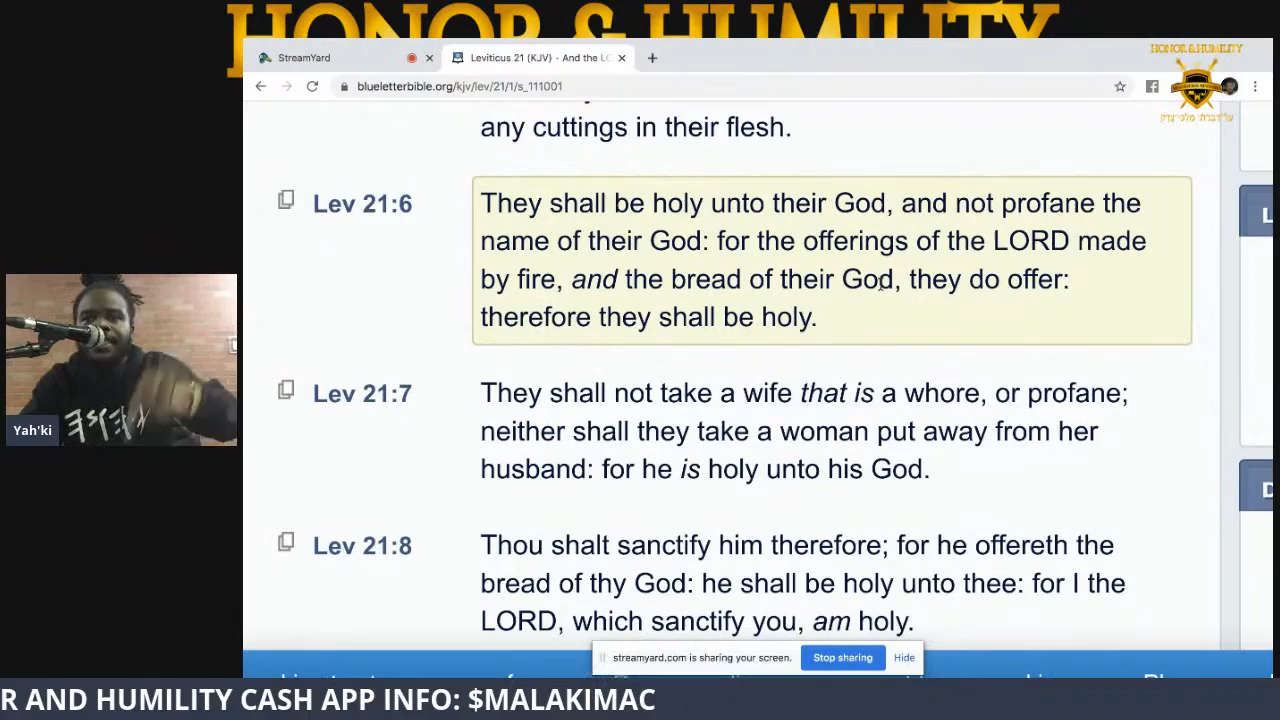 HONOR & HUMILITY
StreamYard
Leviticus 21 (KJV) - And the LO
HONOR & HUMILITY
blueletterbible.org/kjv/lev/21/1/s_111001
any cuttings in their flesh.
Lev 21:6
They shall be holy unto their God, and not profane the
name of their God: for the offerings of the LORD made
by fire, and the bread of their God, they do offer:
therefore they shall be holy.
Lev 21:7
They shall not take a wife that is a whore, or profane;
neither shall they take a woman put away from her
husband: for he is holy unto his God.
Lev 21:8
Thou shalt sanctify him therefore; for he offereth the
bread of thy God: he shall be holy unto thee: for I the
LORD, which sanctify you, am holy.
Yah'ki
streamyard.com is sharing your screen.
Stop sharing
Hide
R AND HUMILITY CASH APP INFO: $MALAKIMAC